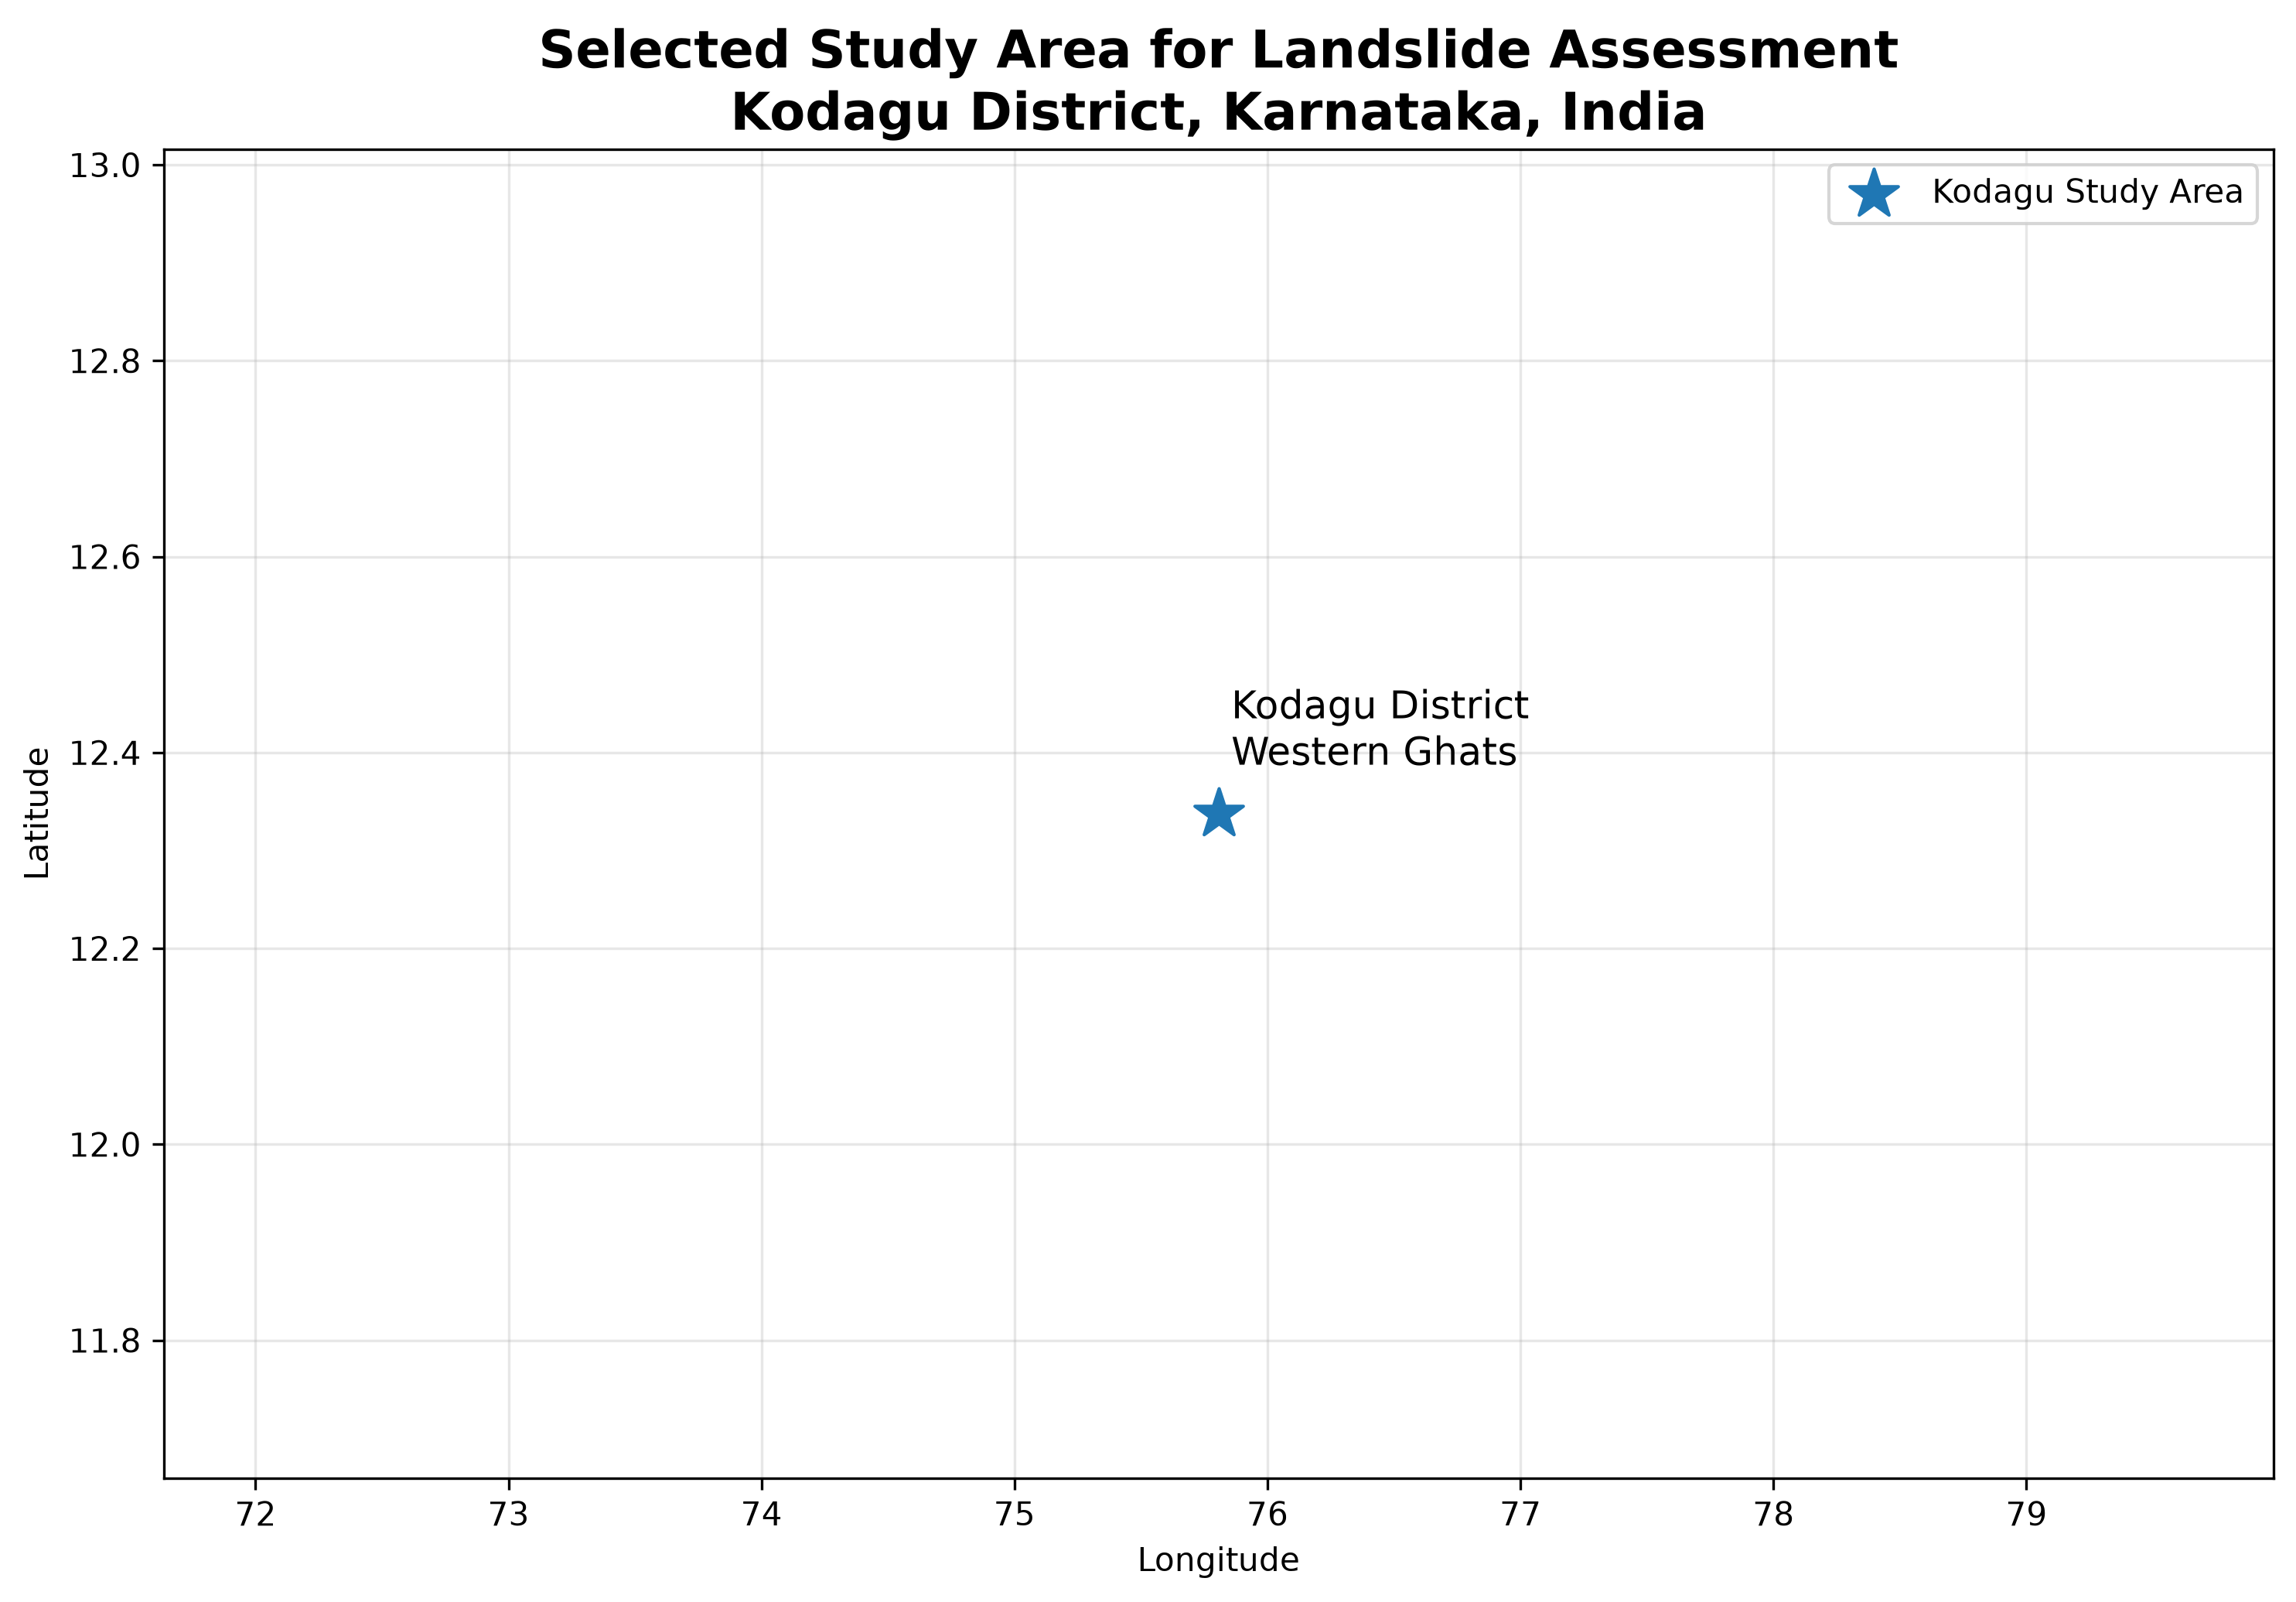 Selected Study Area for Landslide Assessment
Kodagu District, Karnataka, India
13.0
Kodagu Study Area
12.8
12.6
Kodagu District
12.4
Western Ghats
Latitude
12.2
12.0
11.8
72 73 74 75 76 77 78 79
Longitude